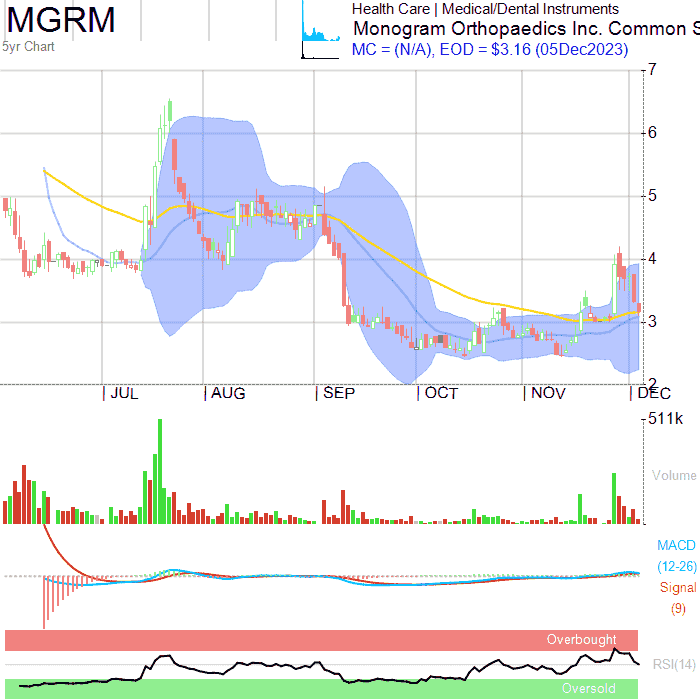 MGRM
5yr Chart
Health Care | Medical/Dental Instruments
Monogram Orthopaedics Inc. Common S
MC = (N/A), EOD = $3.16 (05Dec2023)
7
6
5
4
3
2
JUL AUG SEP OCT NOV DEC
511k
Volume
MACD
(12-26)
Signal
(9)
Overbought
RSI(14)
Oversold